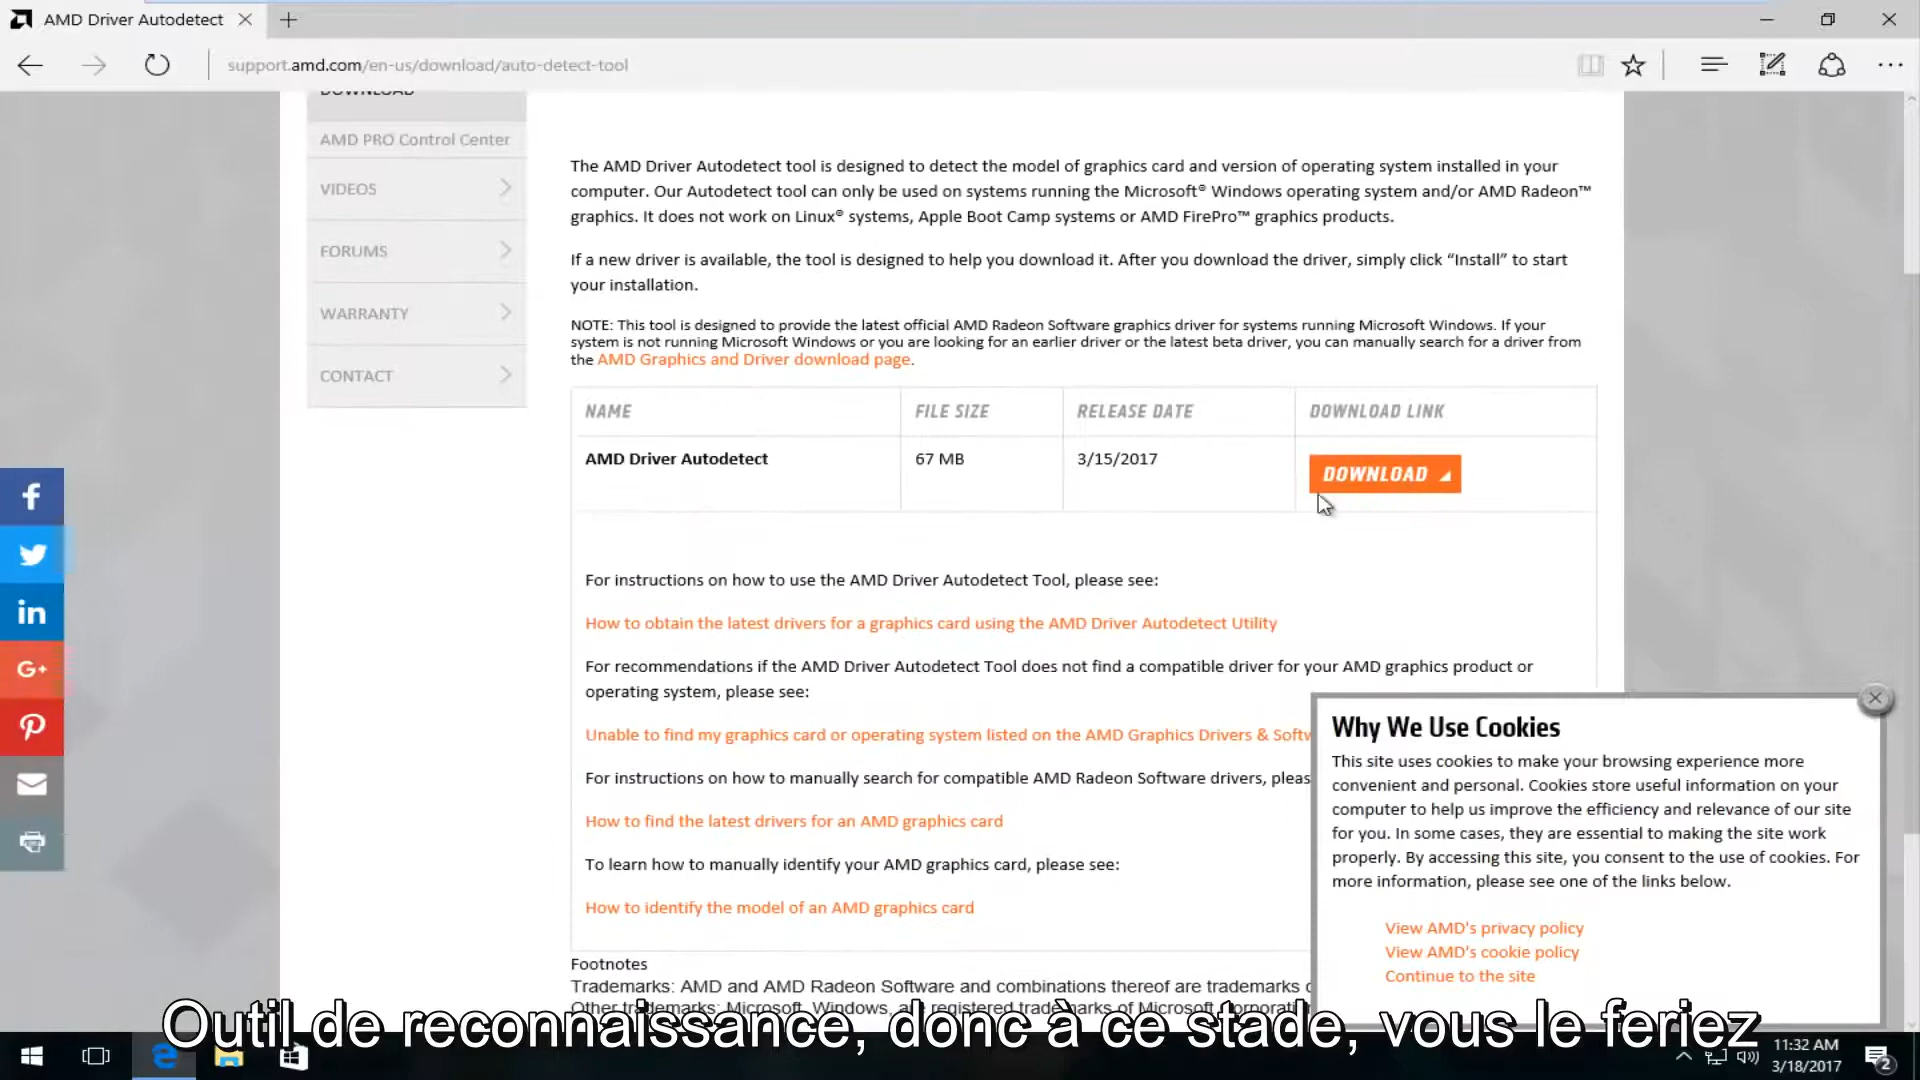 AMD Driver Autodetect
support.amd.com/en-us/download/auto-detect-tool
DOWNLOAD
AMD PRO Control Center
VIDEOS
FORUMS
WARRANTY
CONTACT
The AMD Driver Autodetect tool is designed to detect the model of graphics card and version of operating system installed in your
computer. Our Autodetect tool can only be used on systems running the Microsoft® Windows operating system and/or AMD Radeon™
graphics. It does not work on Linux® systems, Apple Boot Camp systems or AMD FirePro™ graphics products.
If a new driver is available, the tool is designed to help you download it. After you download the driver, simply click “Install” to start
your installation.
NOTE: This tool is designed to provide the latest official AMD Radeon Software graphics driver for systems running Microsoft Windows. If your
system is not running Microsoft Windows or you are looking for an earlier driver or the latest beta driver, you can manually search for a driver from
the AMD Graphics and Driver download page.
NAME FILE SIZE RELEASE DATE DOWNLOAD LINK
AMD Driver Autodetect 67 MB 3/15/2017 DOWNLOAD
For instructions on how to use the AMD Driver Autodetect Tool, please see:
How to obtain the latest drivers for a graphics card using the AMD Driver Autodetect Utility
For recommendations if the AMD Driver Autodetect Tool does not find a compatible driver for your AMD graphics product or
operating system, please see:
Unable to find my graphics card or operating system listed on the AMD Graphics Drivers & Softw
For instructions on how to manually search for compatible AMD Radeon Software drivers, pleas
How to find the latest drivers for an AMD graphics card
To learn how to manually identify your AMD graphics card, please see:
How to identify the model of an AMD graphics card
Footnotes
Trademarks: AMD and AMD Radeon Software and combinations thereof are trademarks o
Other trademarks: Microsoft, Windows, are registered trademarks of Microsoft Corporati
Why We Use Cookies
This site uses cookies to make your browsing experience more
convenient and personal. Cookies store useful information on your
computer to help us improve the efficiency and relevance of our site
for you. In some cases, they are essential to making the site work
properly. By accessing this site, you consent to the use of cookies. For
more information, please see one of the links below.
View AMD's privacy policy
View AMD's cookie policy
Continue to the site
Outil de reconnaissance, donc à ce stade, vous le feriez
11:32 AM
3/18/2017
2